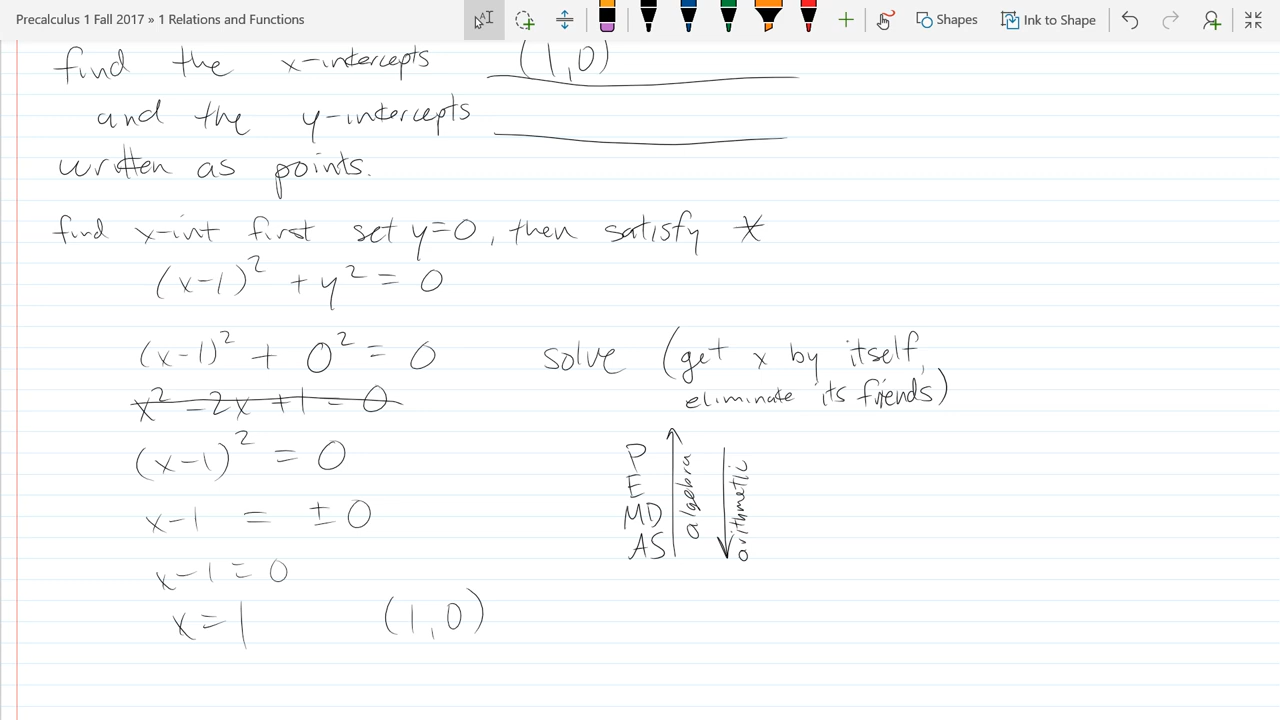 Precalculus 1 Fall 2017 » 1 Relations and Functions
Shapes
Ink to Shape
find the x-intercepts (1,0)
and the y-intercepts
written as points.
find x-int first set y=0, then satisfy *
(x-1)² + y² = 0
(x-1)² + 0² = 0 solve (get x by itself,
x² - 2x + 1 = 0 eliminate its friends)
(x-1)² = 0
x-1 = ±0
x-1 = 0
x = 1 (1,0)
P
E
MD
AS
algebra
arithmetic